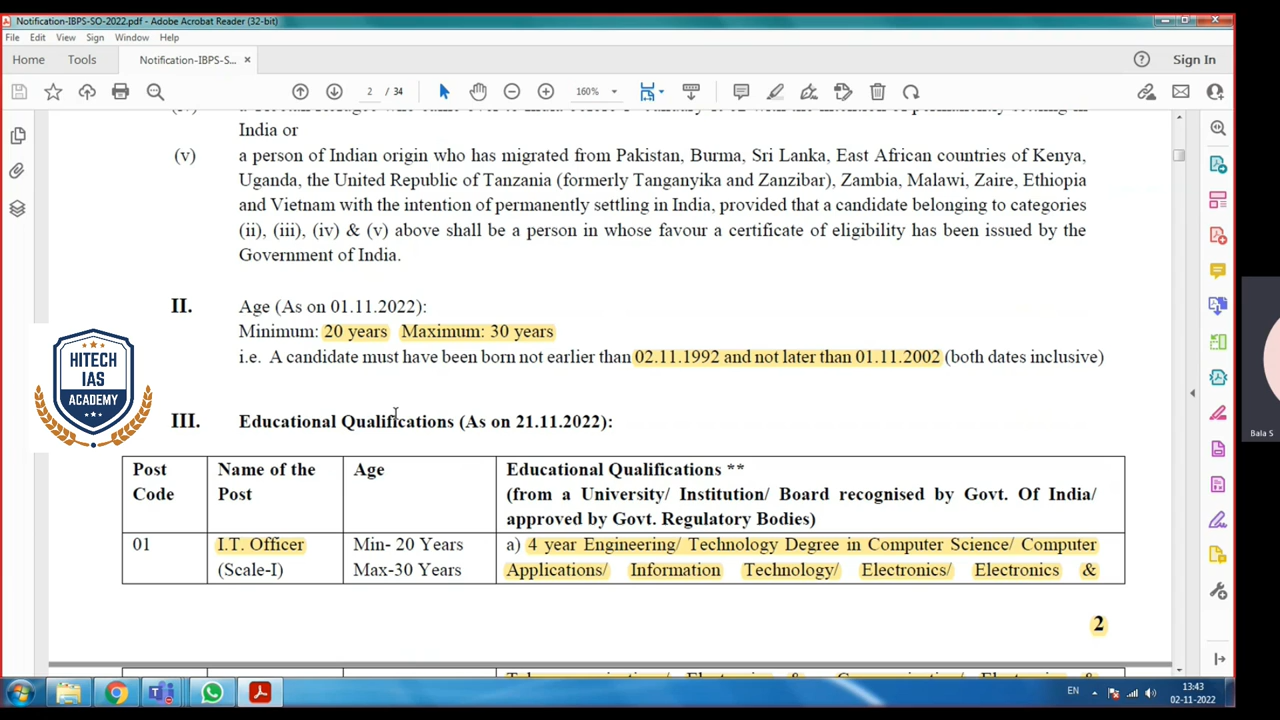 Notification-IBPS-SO-2022.pdf - Adobe Acrobat Reader (32-bit)
File Edit View Sign Window Help
Home Tools Notification-IBPS-S... × Sign In
2 / 34 160%
India or
(v) a person of Indian origin who has migrated from Pakistan, Burma, Sri Lanka, East African countries of Kenya,
Uganda, the United Republic of Tanzania (formerly Tanganyika and Zanzibar), Zambia, Malawi, Zaire, Ethiopia
and Vietnam with the intention of permanently settling in India, provided that a candidate belonging to categories
(ii), (iii), (iv) & (v) above shall be a person in whose favour a certificate of eligibility has been issued by the
Government of India.
II. Age (As on 01.11.2022):
Minimum: 20 years Maximum: 30 years
i.e. A candidate must have been born not earlier than 02.11.1992 and not later than 01.11.2002 (both dates inclusive)
HITECH
IAS
ACADEMY
III. Educational Qualifications (As on 21.11.2022):
Post
Code
Name of the
Post
Age
Educational Qualifications **
(from a University/ Institution/ Board recognised by Govt. Of India/
approved by Govt. Regulatory Bodies)
01
I.T. Officer
(Scale-I)
Min- 20 Years
Max-30 Years
a) 4 year Engineering/ Technology Degree in Computer Science/ Computer
Applications/ Information Technology/ Electronics/ Electronics &
2
Bala S
EN
13:43
02-11-2022